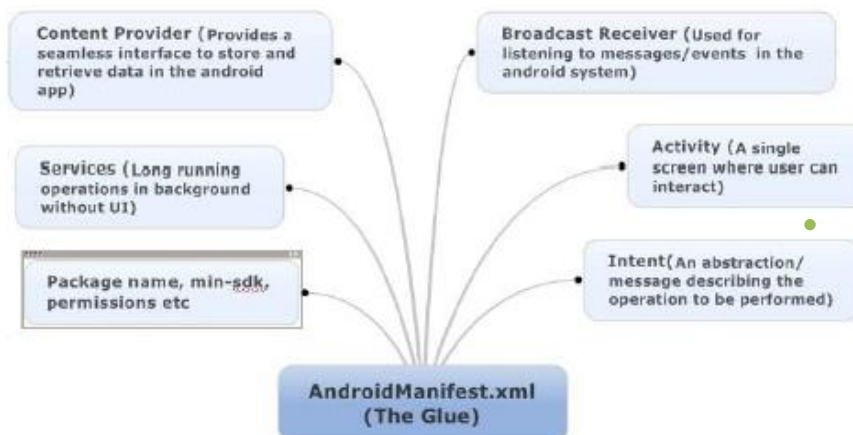 Content Provider (Provides a
seamless interface to store and
retrieve data in the android
app)
Broadcast Receiver (Used for
listening to messages/events in the
android system)
Services (Long running
operations in background
without UI)
Activity (A single
screen where user can
interact)
Package name, min-sdk,
permissions etc
Intent(An abstraction/
message describing the
operation to be performed)
AndroidManifest.xml
(The Glue)